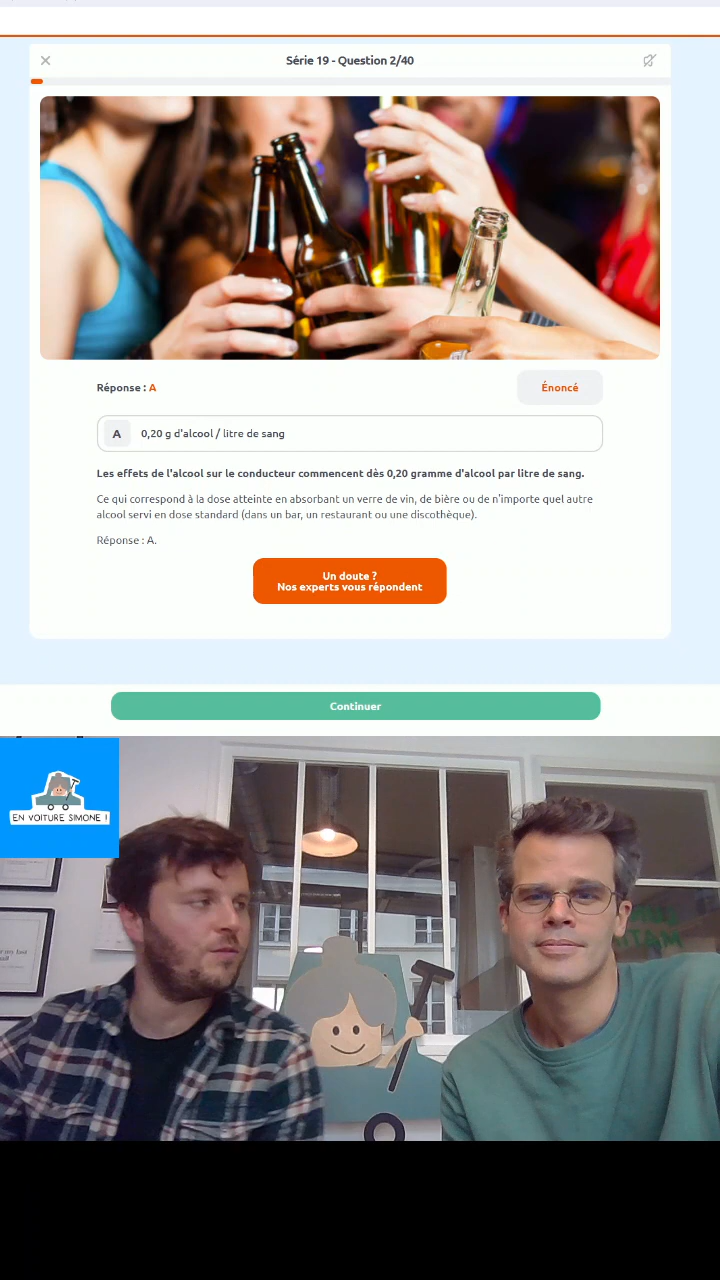 Série 19 - Question 2/40
Réponse : A
Énoncé
A
0,20 g d'alcool / litre de sang
Les effets de l'alcool sur le conducteur commencent dès 0,20 gramme d'alcool par litre de sang.
Ce qui correspond à la dose atteinte en absorbant un verre de vin, de bière ou de n'importe quel autre
alcool servi en dose standard (dans un bar, un restaurant ou une discothèque).
Réponse : A.
Un doute ?
Nos experts vous répondent
Continuer
EN VOITURE SIMONE !